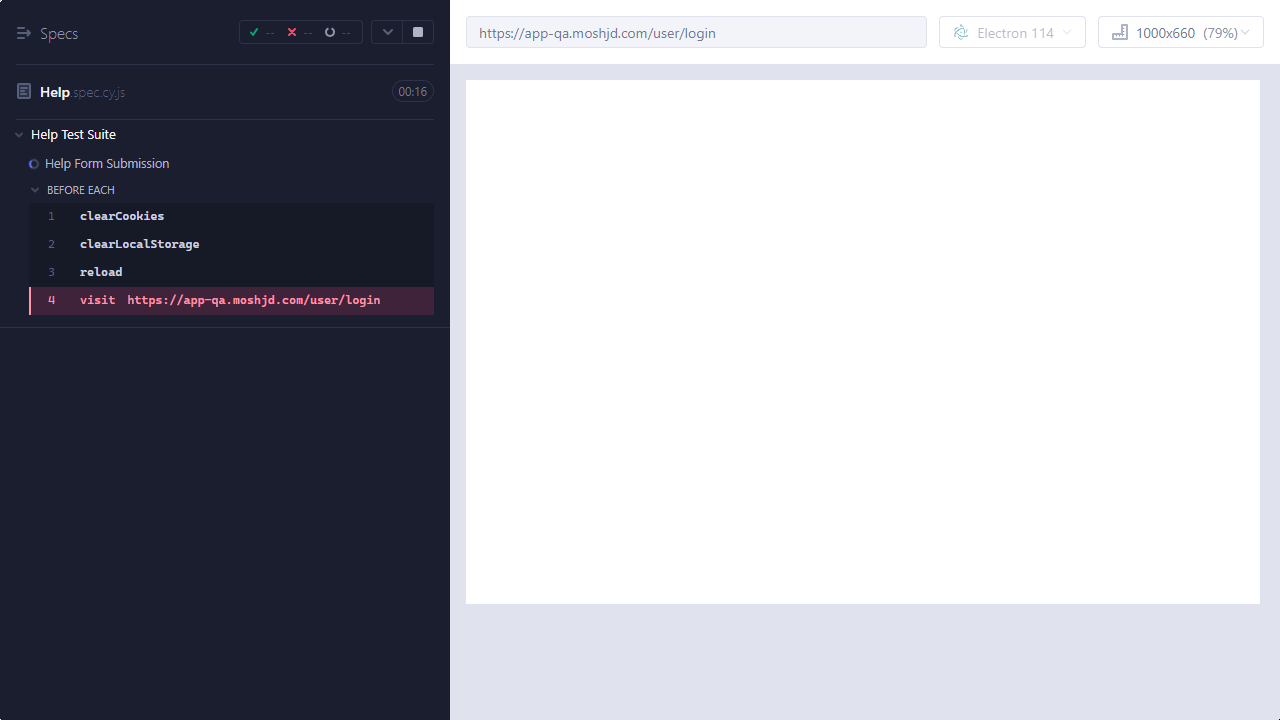 Specs
--
--
--
https://app-qa.moshjd.com/user/login
Electron 114
1000x660 (79%)
Help.spec.cy.js
00:16
Help Test Suite
Help Form Submission
BEFORE EACH
1 clearCookies
2 clearLocalStorage
3 reload
4 visit https://app-qa.moshjd.com/user/login